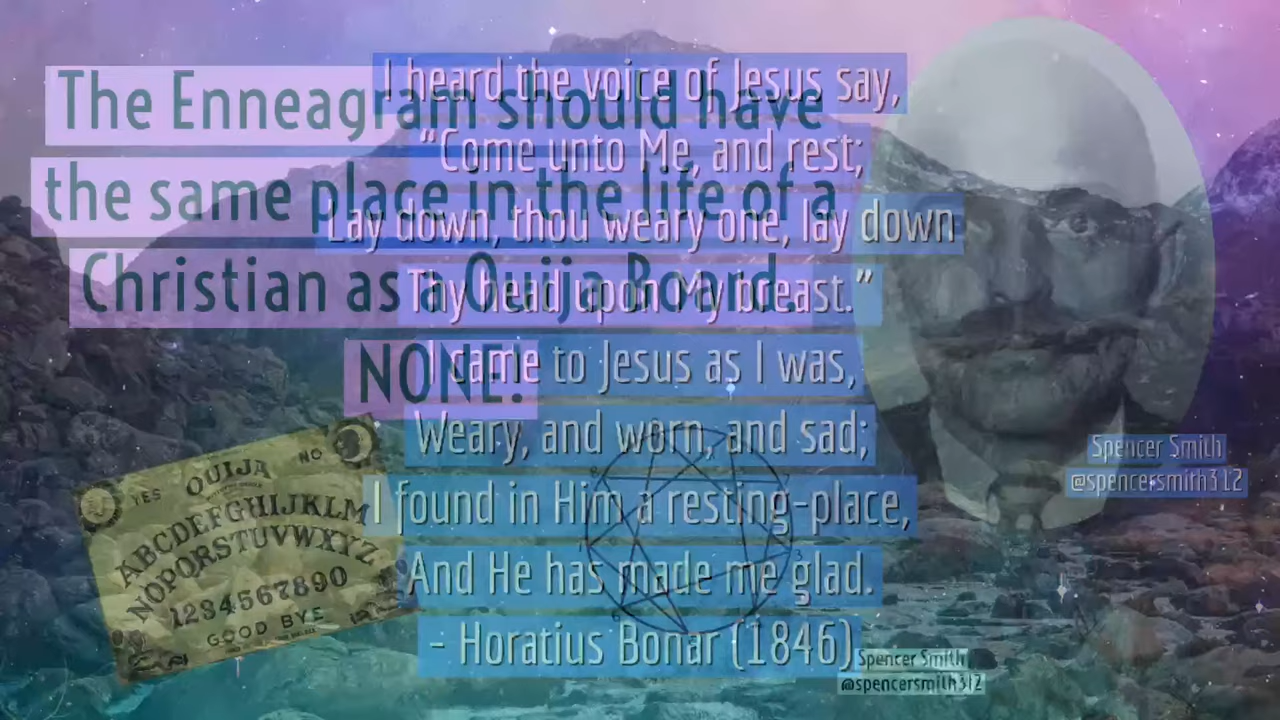 The Enneagram should have
the same place in the life of a
Christian as a Ouija Board.
NONE!
I heard the voice of Jesus say,
“Come unto Me, and rest;
Lay down, thou weary one, lay down
Thy head upon My breast.”
I came to Jesus as I was,
Weary, and worn, and sad;
I found in Him a resting-place,
And He has made me glad.
- Horatius Bonar (1846)
OUIJA
YES
NO
ABCDEFGHIJKLM
NOPQRSTUVWXYZ
1234567890
GOOD BYE
Spencer Smith
@spencersmith312
Spencer Smith
@spencersmith312